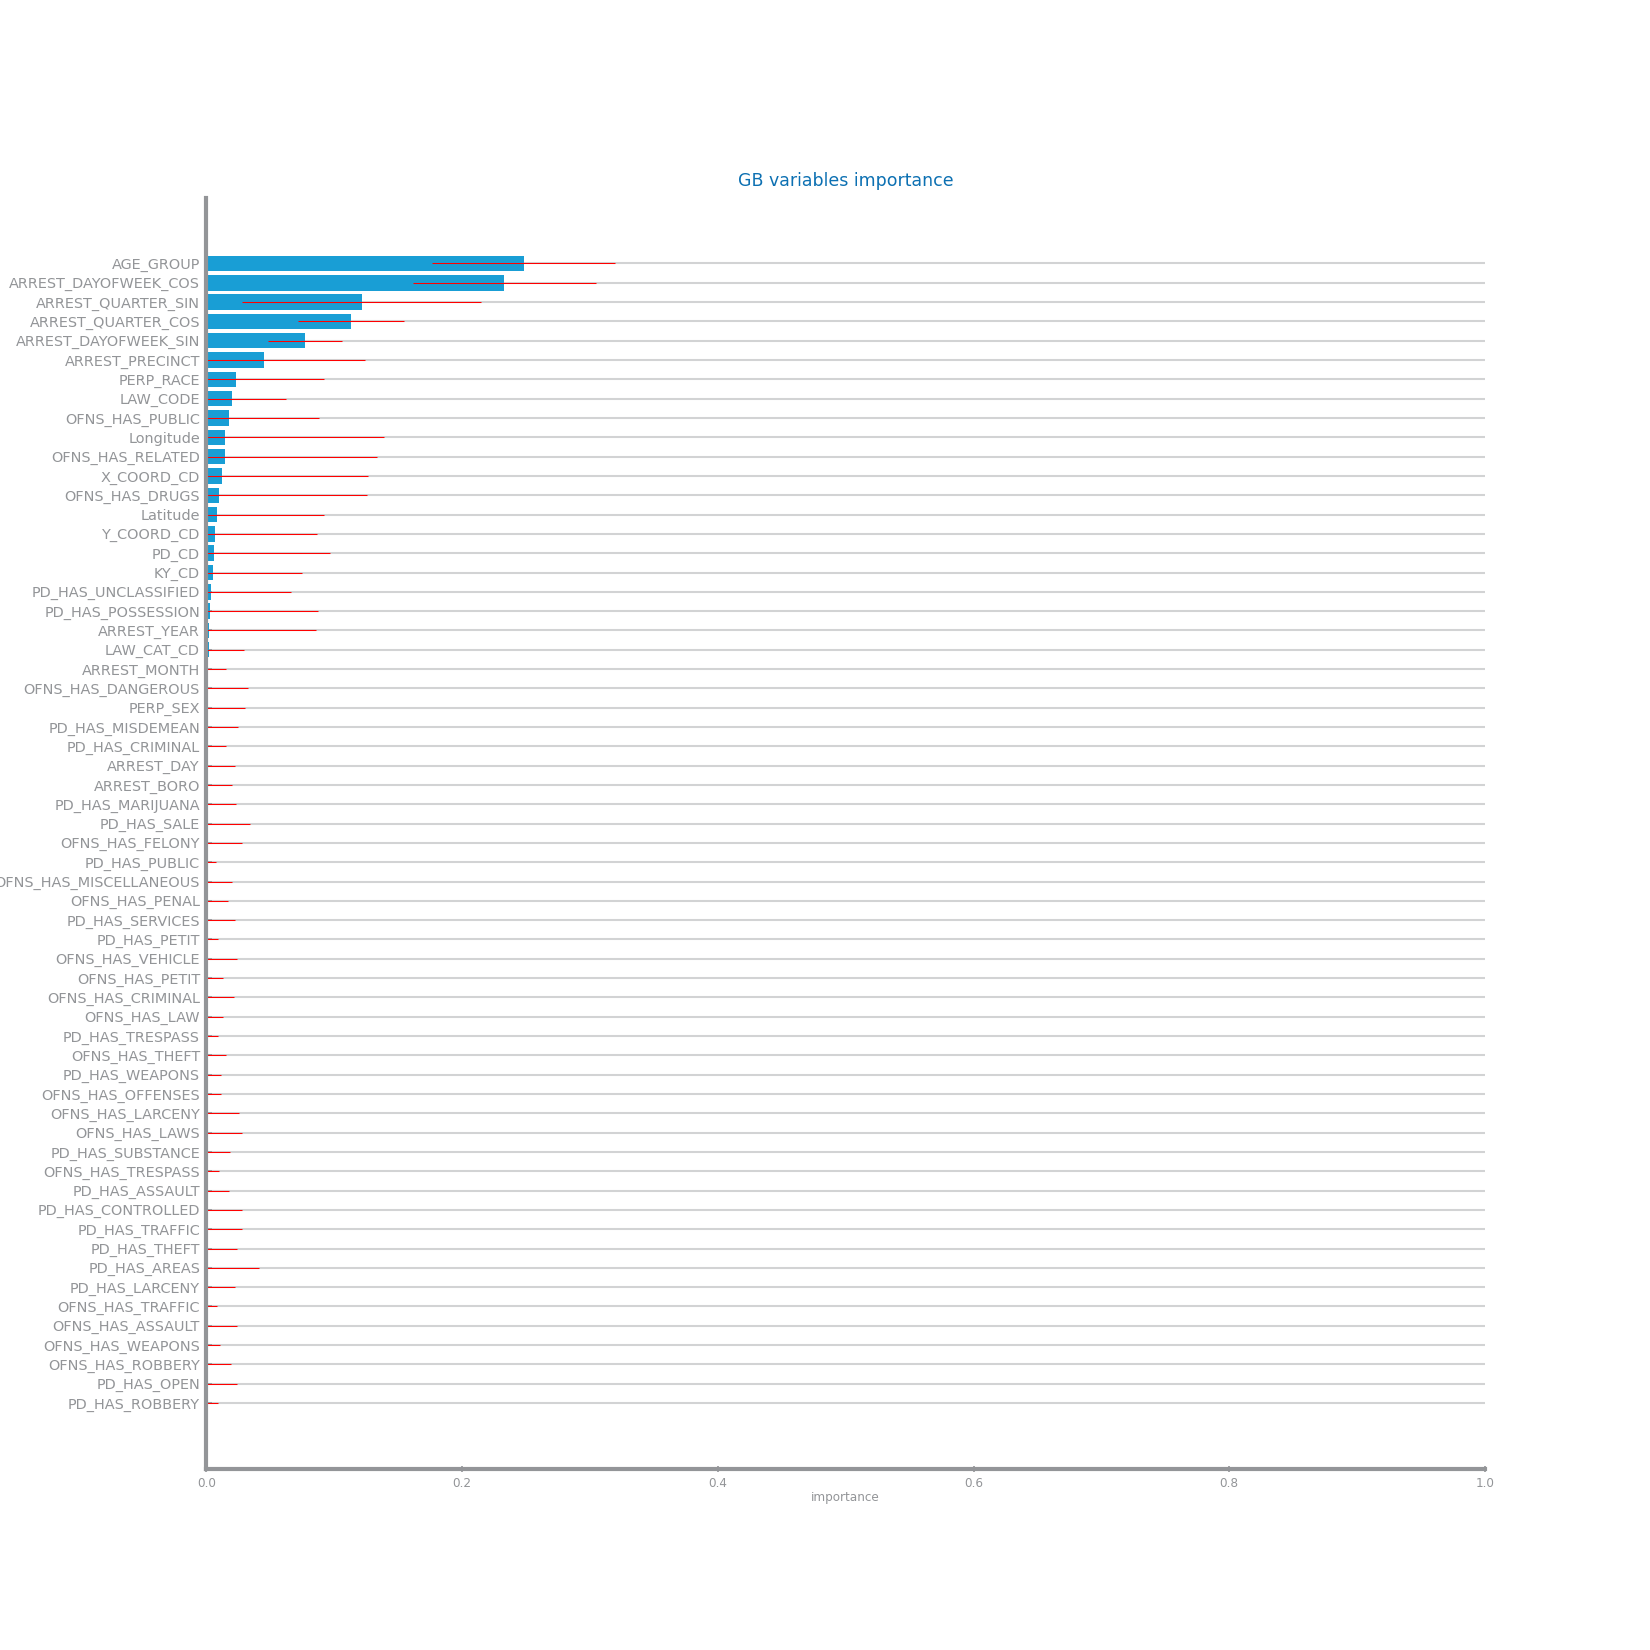 GB variables importance
AGE_GROUP
ARREST_DAYOFWEEK_COS
ARREST_QUARTER_SIN
ARREST_QUARTER_COS
ARREST_DAYOFWEEK_SIN
ARREST_PRECINCT
PERP_RACE
LAW_CODE
OFNS_HAS_PUBLIC
Longitude
OFNS_HAS_RELATED
X_COORD_CD
OFNS_HAS_DRUGS
Latitude
Y_COORD_CD
PD_CD
KY_CD
PD_HAS_UNCLASSIFIED
PD_HAS_POSSESSION
ARREST_YEAR
LAW_CAT_CD
ARREST_MONTH
OFNS_HAS_DANGEROUS
PERP_SEX
PD_HAS_MISDEMEAN
PD_HAS_CRIMINAL
ARREST_DAY
ARREST_BORO
PD_HAS_MARIJUANA
PD_HAS_SALE
OFNS_HAS_FELONY
PD_HAS_PUBLIC
OFNS_HAS_MISCELLANEOUS
OFNS_HAS_PENAL
PD_HAS_SERVICES
PD_HAS_PETIT
OFNS_HAS_VEHICLE
OFNS_HAS_PETIT
OFNS_HAS_CRIMINAL
OFNS_HAS_LAW
PD_HAS_TRESPASS
OFNS_HAS_THEFT
PD_HAS_WEAPONS
OFNS_HAS_OFFENSES
OFNS_HAS_LARCENY
OFNS_HAS_LAWS
PD_HAS_SUBSTANCE
OFNS_HAS_TRESPASS
PD_HAS_ASSAULT
PD_HAS_CONTROLLED
PD_HAS_TRAFFIC
PD_HAS_THEFT
PD_HAS_AREAS
PD_HAS_LARCENY
OFNS_HAS_TRAFFIC
OFNS_HAS_ASSAULT
OFNS_HAS_WEAPONS
OFNS_HAS_ROBBERY
PD_HAS_OPEN
PD_HAS_ROBBERY
0.0 0.2 0.4 0.6 0.8 1.0
importance